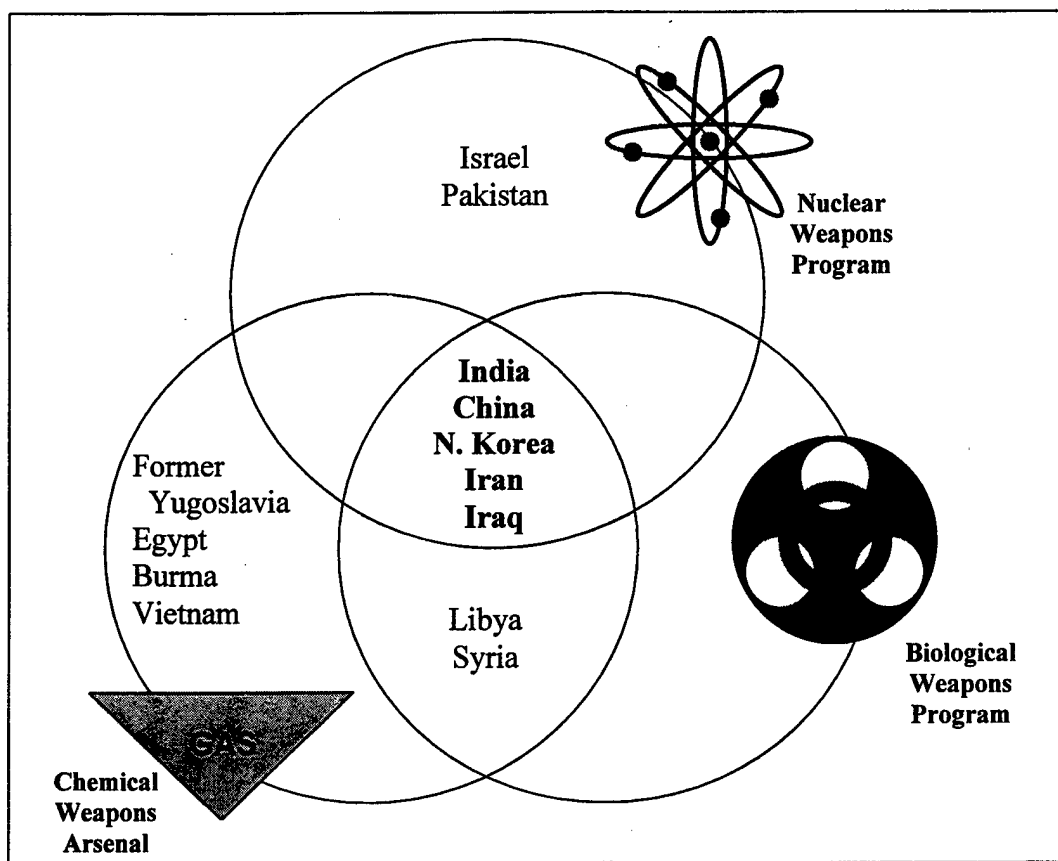 Israel
Pakistan
Nuclear
Weapons
Program
India
China
N. Korea
Iran
Iraq
Former
Yugoslavia
Egypt
Burma
Vietnam
Libya
Syria
Biological
Weapons
Program
GAS
Chemical
Weapons
Arsenal